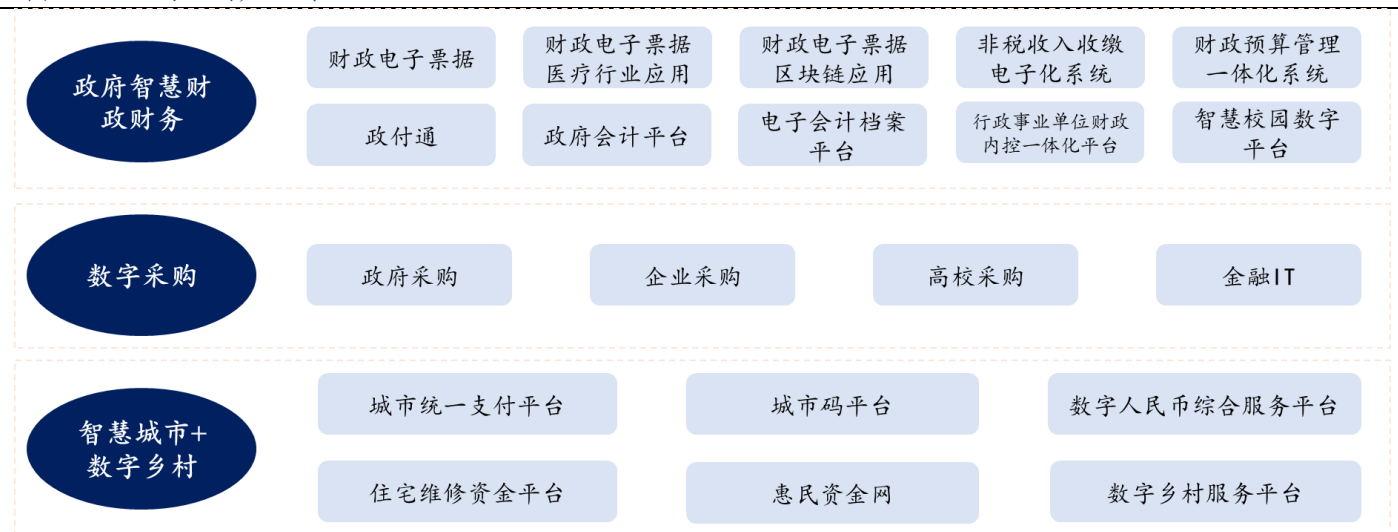 政府智慧财
政财务
财政电子票据
财政电子票据
医疗行业应用
财政电子票据
区块链应用
非税收入收缴
电子化系统
财政预算管理
一体化系统
政付通
政府会计平台
电子会计档案
平台
行政事业单位财政
内控一体化平台
智慧校园数字
平台
数字采购
政府采购
企业采购
高校采购
金融IT
智慧城市+
数字乡村
城市统一支付平台
城市码平台
数字人民币综合服务平台
住宅维修资金平台
惠民资金网
数字乡村服务平台